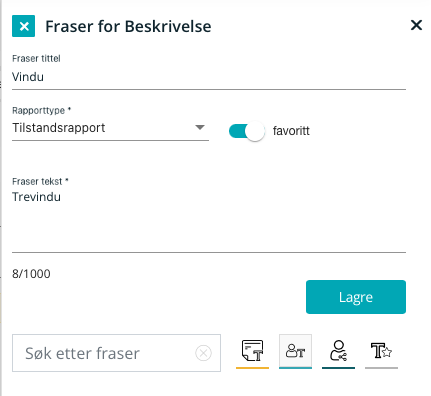 Fraser for Beskrivelse
Fraser tittel
Vindu
Rapporttype *
Tilstandsrapport
favoritt
Fraser tekst *
Trevindu
8/1000
Lagre
Søk etter fraser